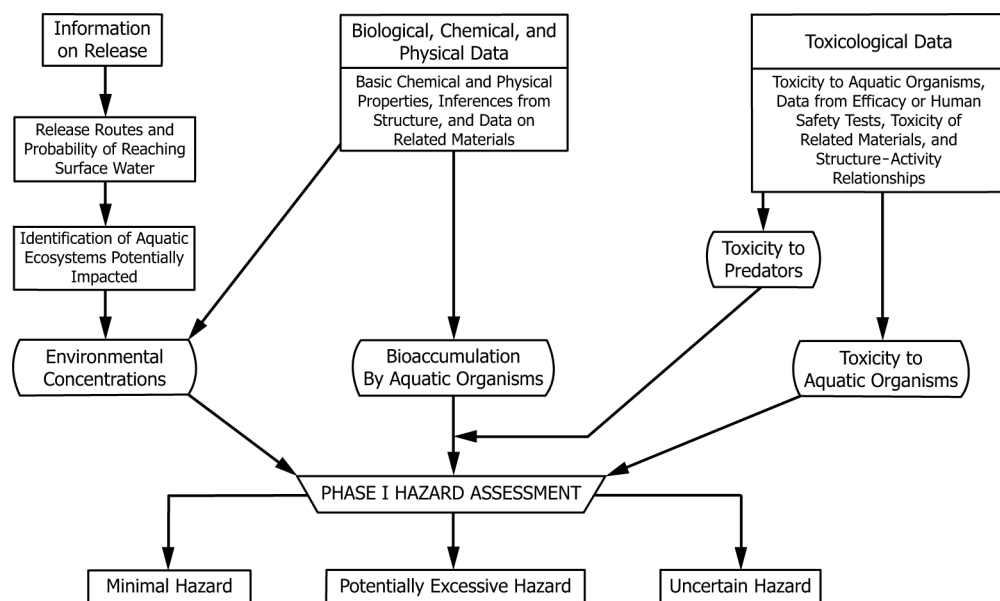 Information
on Release
Release Routes and
Probability of Reaching
Surface Water
Identification of Aquatic
Ecosystems Potentially
Impacted
Environmental
Concentrations
Biological, Chemical, and
Physical Data
Basic Chemical and Physical
Properties, Inferences from
Structure, and Data on
Related Materials
Bioaccumulation
By Aquatic Organisms
Toxicological Data
Toxicity to Aquatic Organisms,
Data from Efficacy or Human
Safety Tests, Toxicity of
Related Materials, and
Structure–Activity
Relationships
Toxicity to
Predators
Toxicity to
Aquatic Organisms
PHASE I HAZARD ASSESSMENT
Minimal Hazard
Potentially Excessive Hazard
Uncertain Hazard